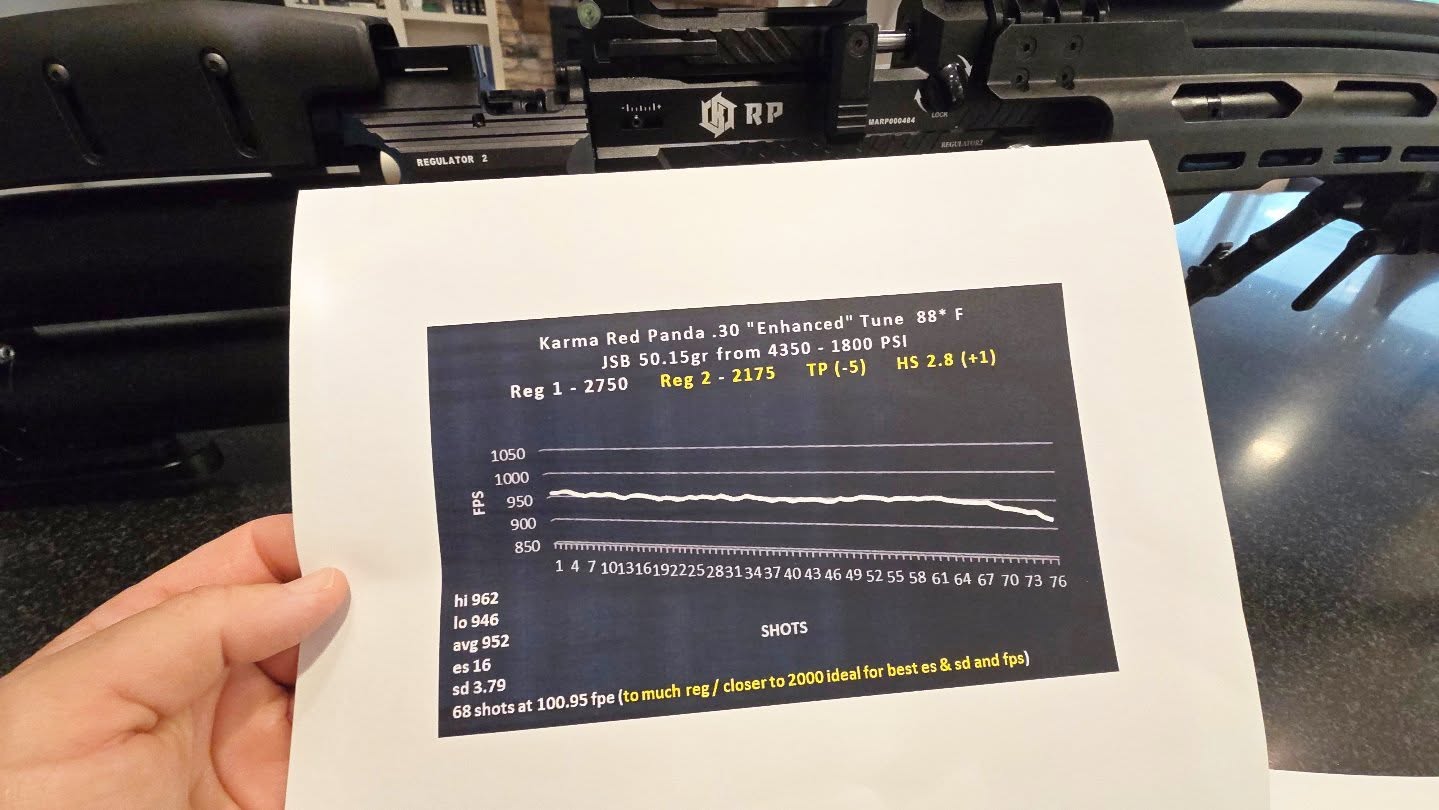 RP
MARP000484
LOCK
REGULATOR 2
REGULATOR2
Karma Red Panda .30 "Enhanced" Tune 88* F
JSB 50.15gr from 4350 - 1800 PSI
Reg 1 - 2750 Reg 2 - 2175 TP (-5) HS 2.8 (+1)
1050
1000
950
900
850
FPS
1 4 7 10 13 16 19 22 25 28 31 34 37 40 43 46 49 52 55 58 61 64 67 70 73 76
SHOTS
hi 962
lo 946
avg 952
es 16
sd 3.79
68 shots at 100.95 fpe (to much reg / closer to 2000 ideal for best es & sd and fps)